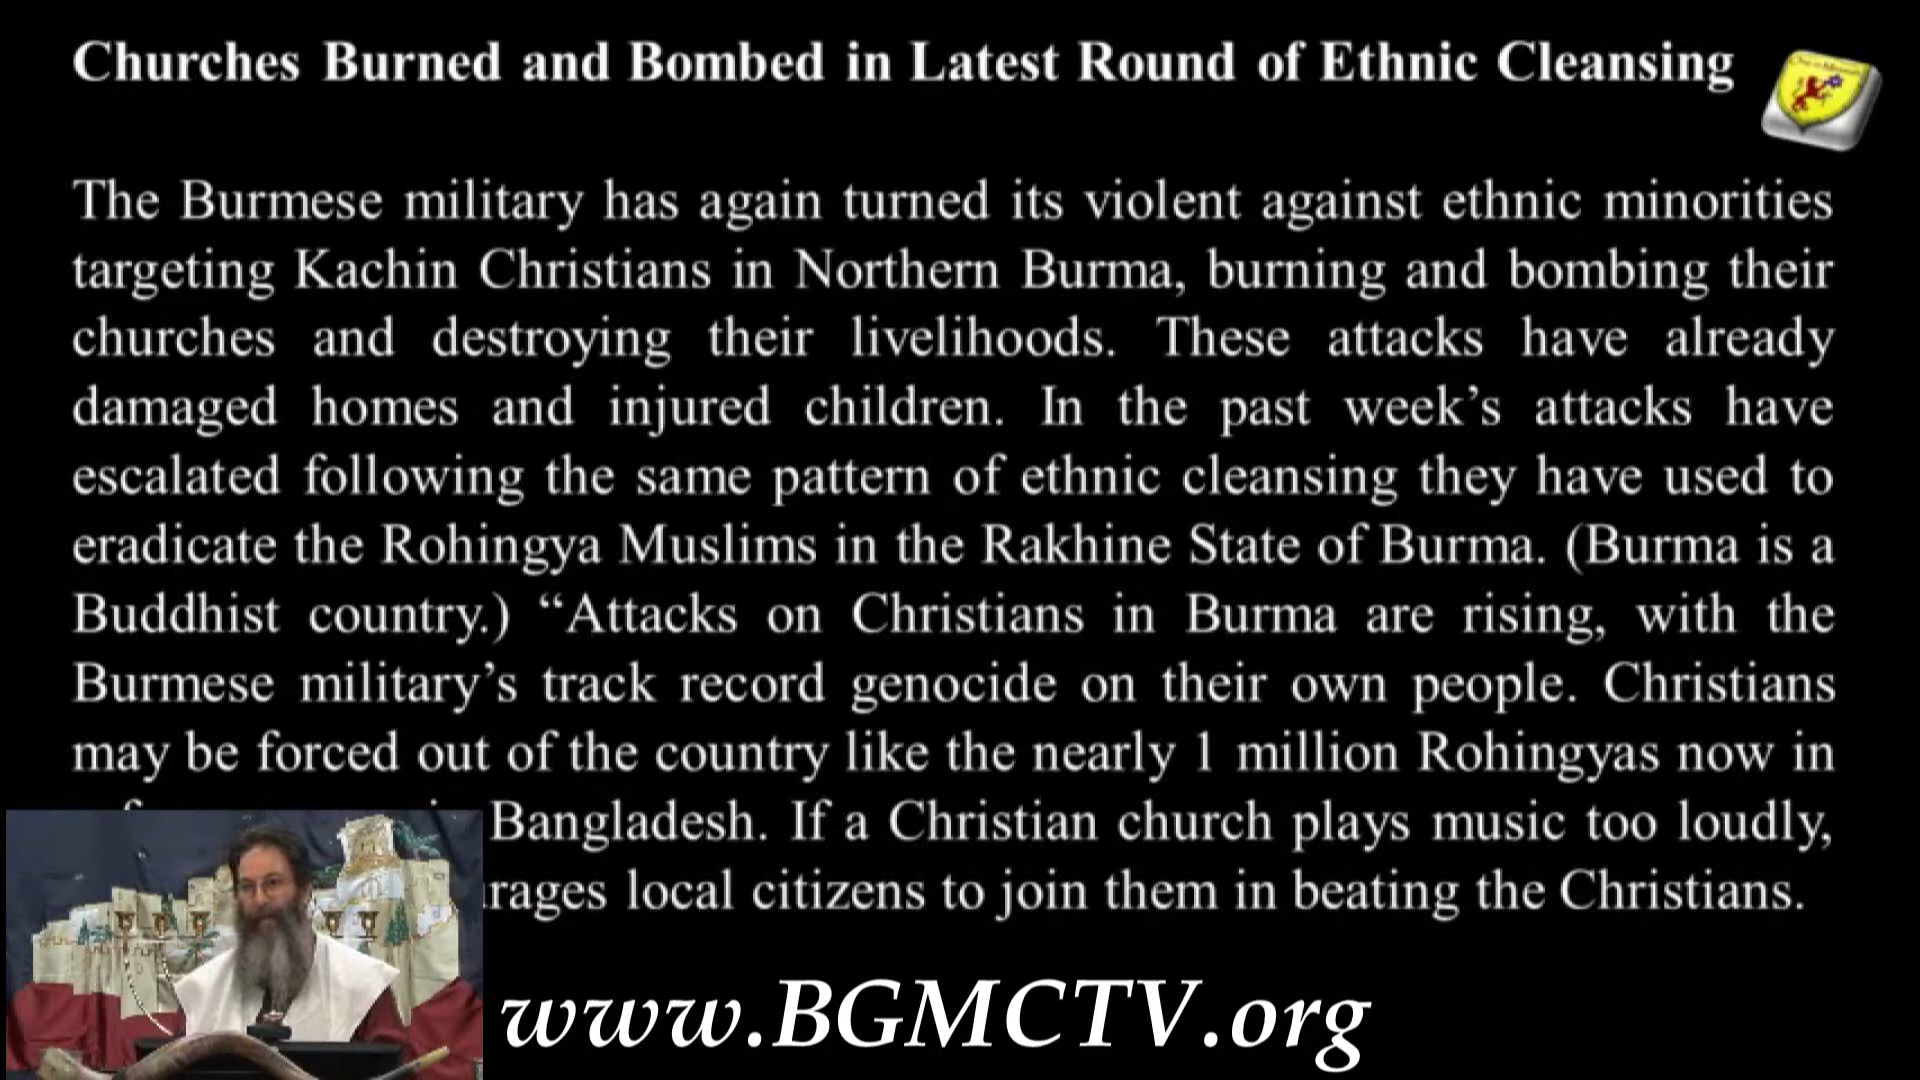 Churches Burned and Bombed in Latest Round of Ethnic Cleansing
The Burmese military has again turned its violent against ethnic minorities
targeting Kachin Christians in Northern Burma, burning and bombing their
churches and destroying their livelihoods. These attacks have already
damaged homes and injured children. In the past week’s attacks have
escalated following the same pattern of ethnic cleansing they have used to
eradicate the Rohingya Muslims in the Rakhine State of Burma. (Burma is a
Buddhist country.) “Attacks on Christians in Burma are rising, with the
Burmese military’s track record genocide on their own people. Christians
may be forced out of the country like the nearly 1 million Rohingyas now in
Bangladesh. If a Christian church plays music too loudly,
rages local citizens to join them in beating the Christians.
www.BGMCTV.org